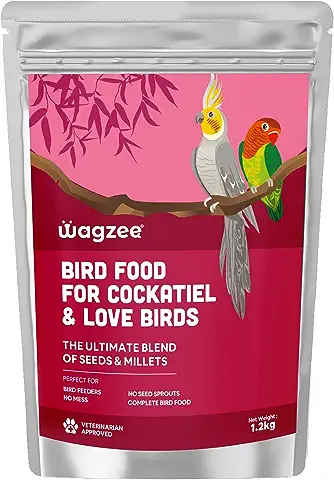 wagzee®
BIRD FOOD
FOR COCKATIEL
& LOVE BIRDS
THE ULTIMATE BLEND
OF SEEDS & MILLETS
PERFECT FOR
BIRD FEEDERS
NO MESS
NO SEED SPROUTS
COMPLETE BIRD FOOD
VETERINARIAN
APPROVED
Net Weight :
1.2kg